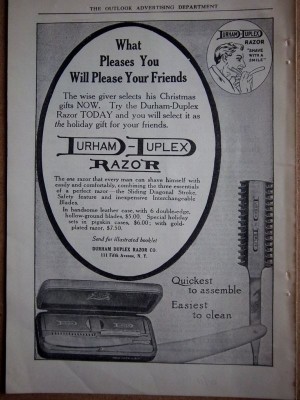 THE OUTLOOK ADVERTISING DEPARTMENT
What
Pleases You
Will Please Your Friends
The wise giver selects his Christmas
gifts NOW. Try the Durham-Duplex
Razor TODAY and you will select it as
the holiday gift for your friends.
DURHAM-DUPLEX
RAZOR
The one razor that every man can shave himself with
easily and comfortably, combining the three essentials
of a perfect razor—the Sliding Diagonal Stroke,
Safety feature and inexpensive Interchangeable
Blades.
In handsome leather case, with 6 double-edge,
hollow-ground blades, $5.00. Special holiday
sets in pigskin cases, $6.00; with gold-
plated razor, $7.50.
Send for illustrated booklet
DURHAM DUPLEX RAZOR CO.
111 Fifth Avenue, N. Y.
DURHAM-DUPLEX
RAZOR
"SHAVE
WITH A
SMILE"
Quickest
to assemble
Easiest
to clean